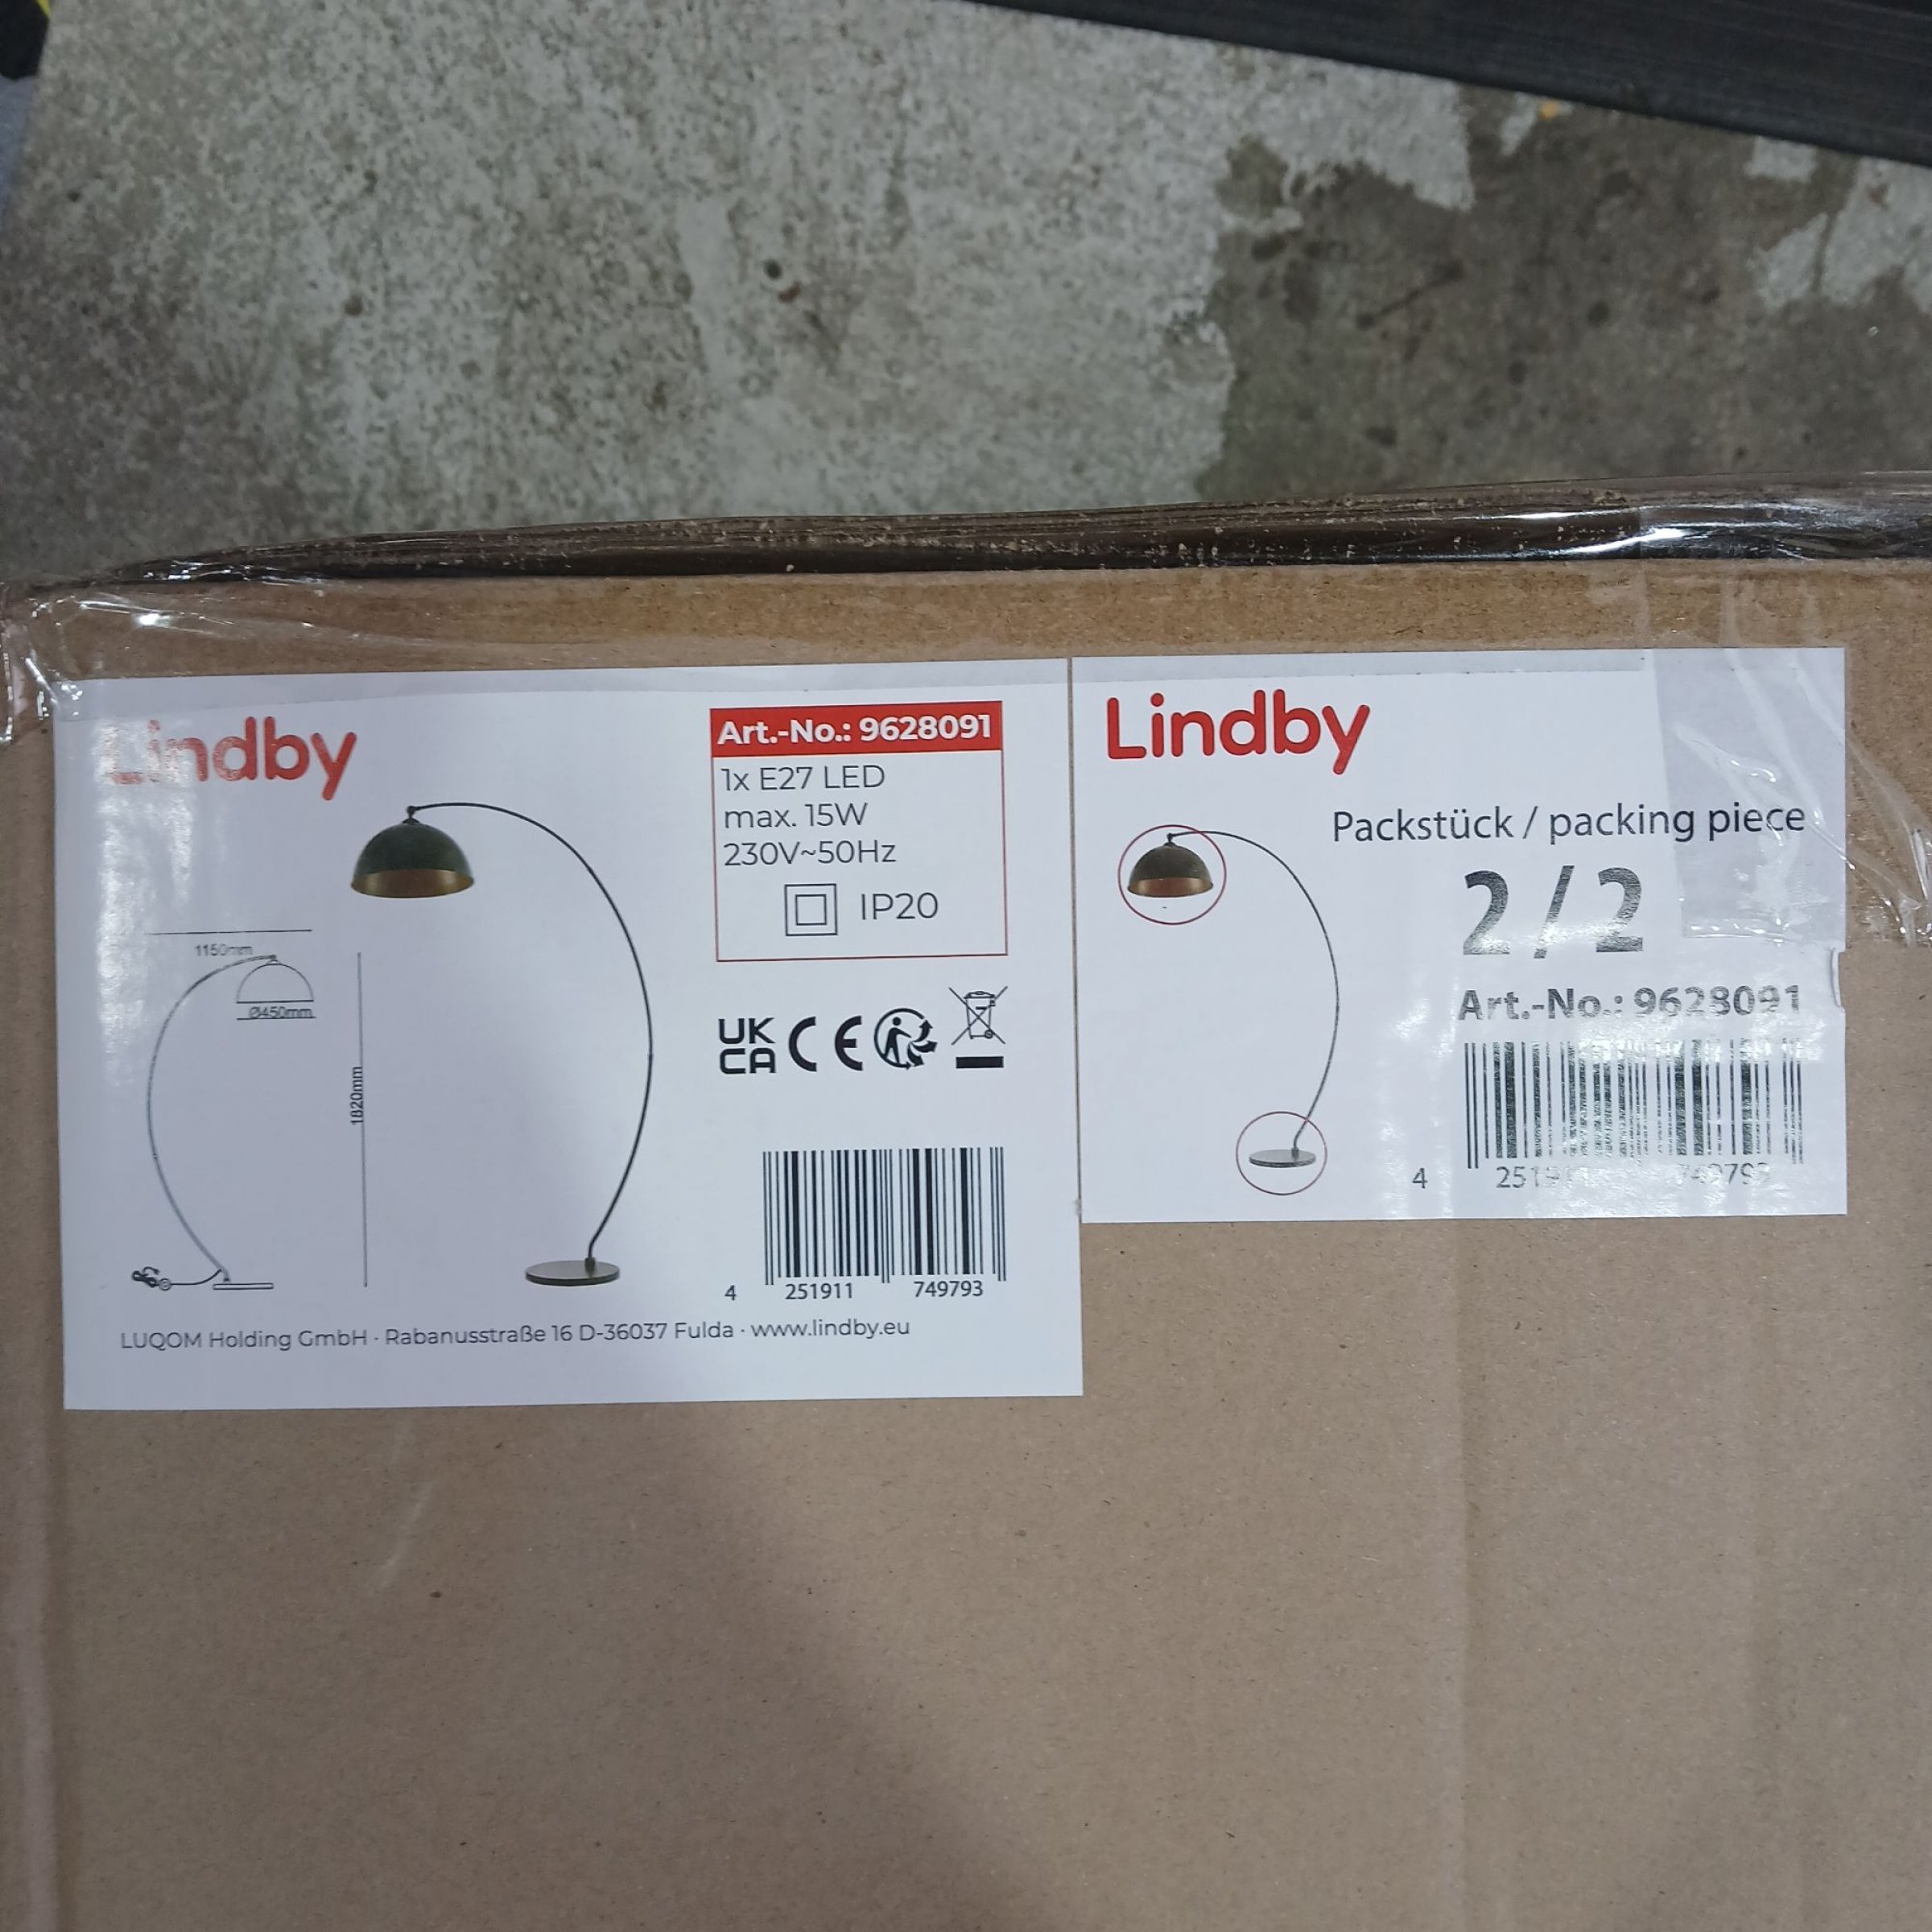 Lindby
Art.-No.: 9628091
1x E27 LED
max. 15W
230V~50Hz
IP20
1150mm
Ø450mm
1820mm
UK
CA
CE
4 251911 749793
LUQOM Holding GmbH · Rabanusstraße 16 D-36037 Fulda · www.lindby.eu
Lindby
Packstück / packing piece
2 / 2
Art.-No.: 9628091
4